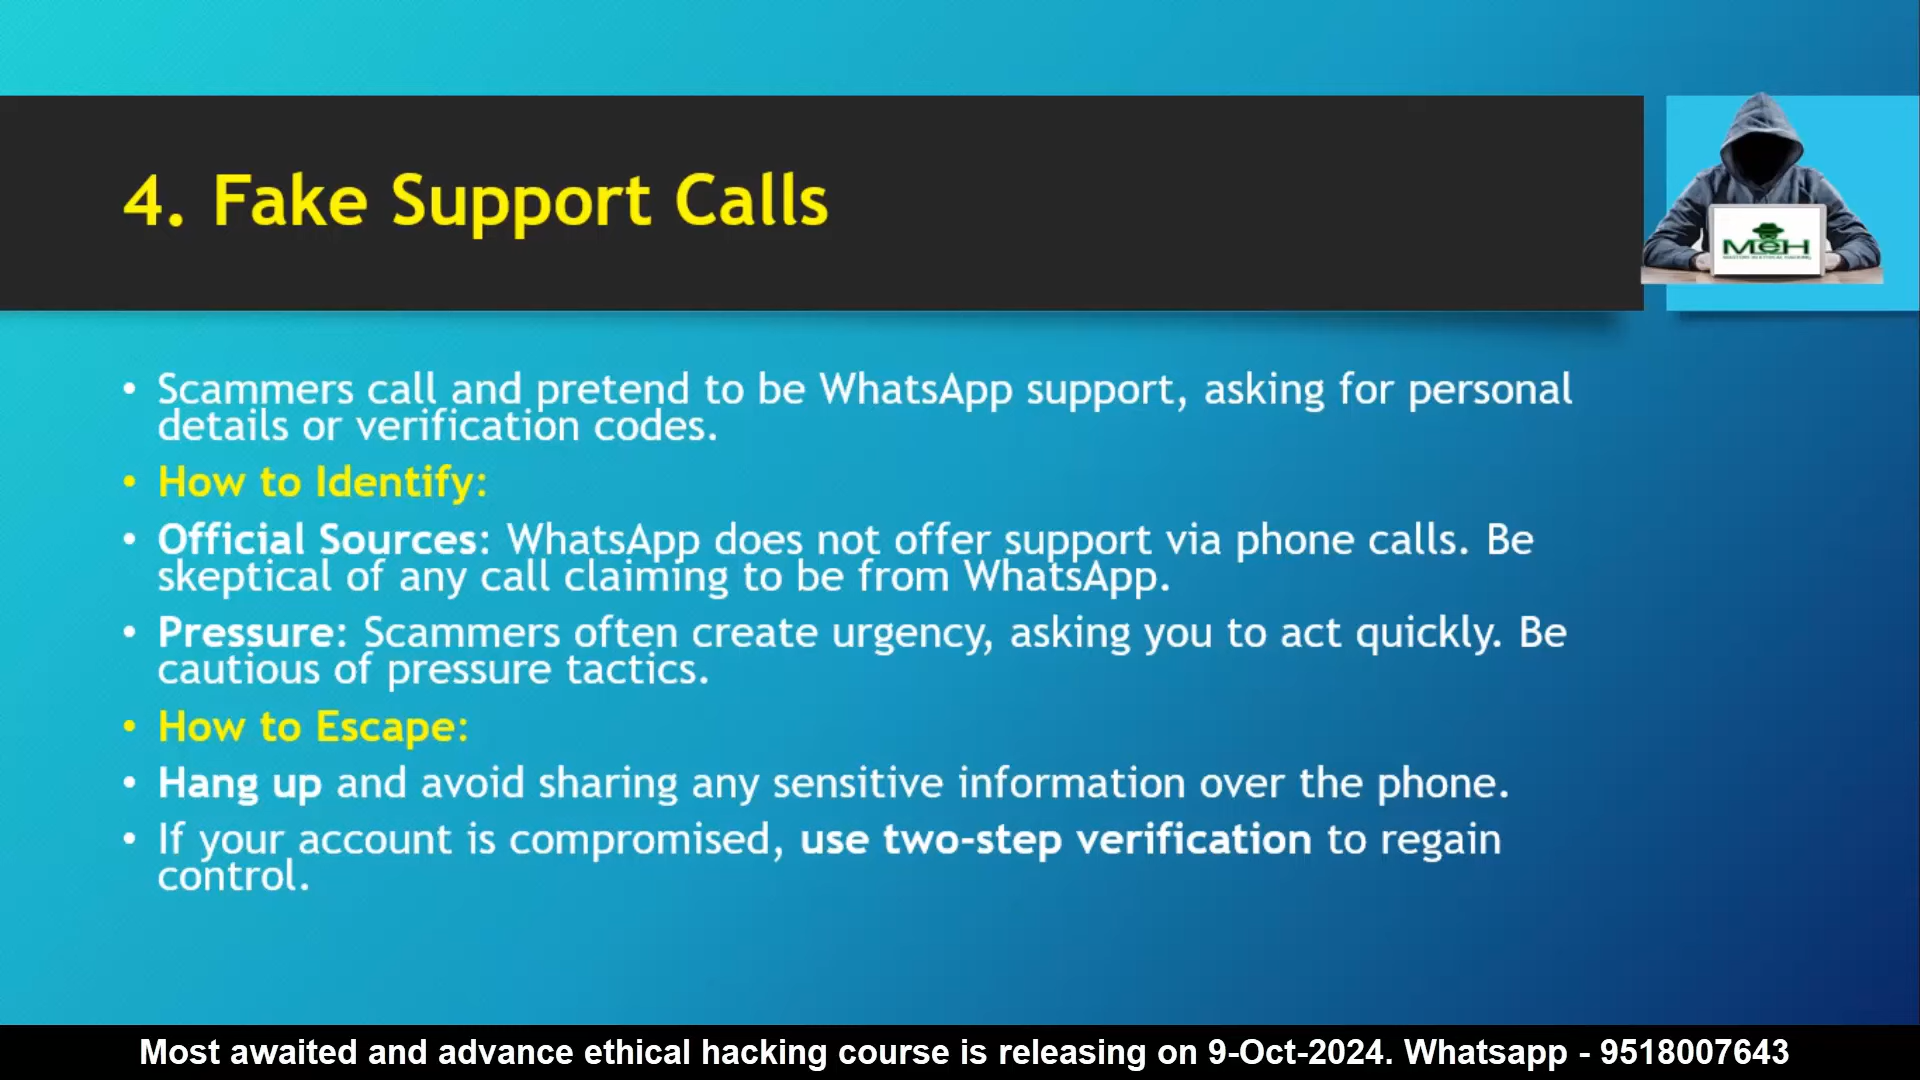 4. Fake Support Calls
MeH
• Scammers call and pretend to be WhatsApp support, asking for personal
details or verification codes.
• How to Identify:
• Official Sources: WhatsApp does not offer support via phone calls. Be
skeptical of any call claiming to be from WhatsApp.
• Pressure: Scammers often create urgency, asking you to act quickly. Be
cautious of pressure tactics.
• How to Escape:
• Hang up and avoid sharing any sensitive information over the phone.
• If your account is compromised, use two-step verification to regain
control.
Most awaited and advance ethical hacking course is releasing on 9-Oct-2024. Whatsapp - 9518007643